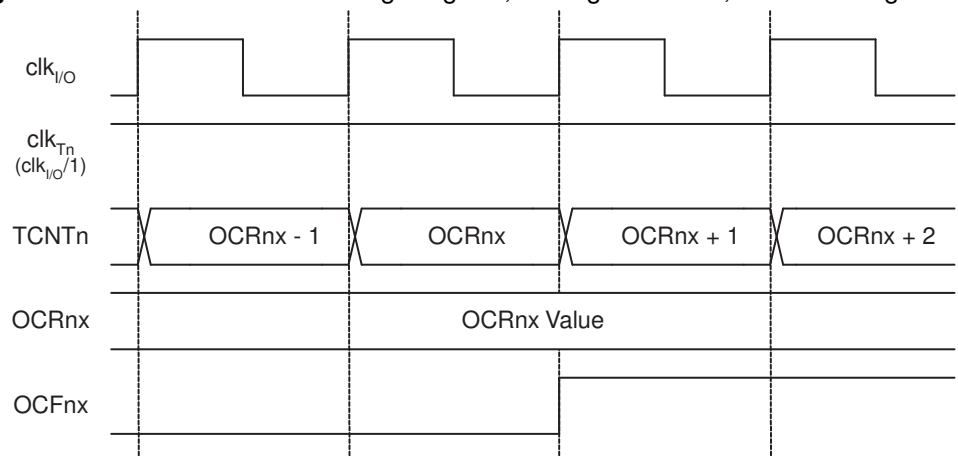 clkI/O
clkTn
(clkI/O/1)
TCNTn OCRnx - 1 OCRnx OCRnx + 1 OCRnx + 2
OCRnx OCRnx Value
OCFnx